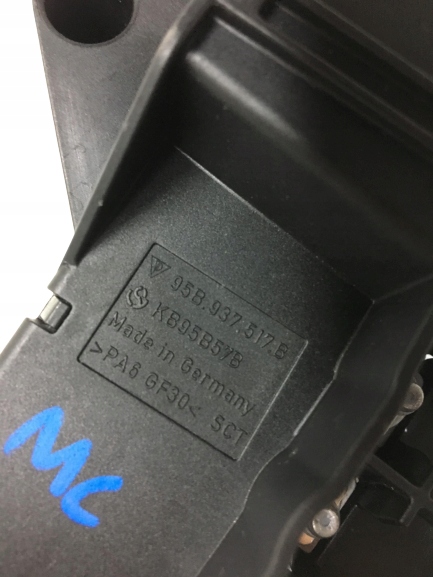 95B.937.517.B
KB95B57B
Made in Germany
>PA6 GF30< SCT
MC